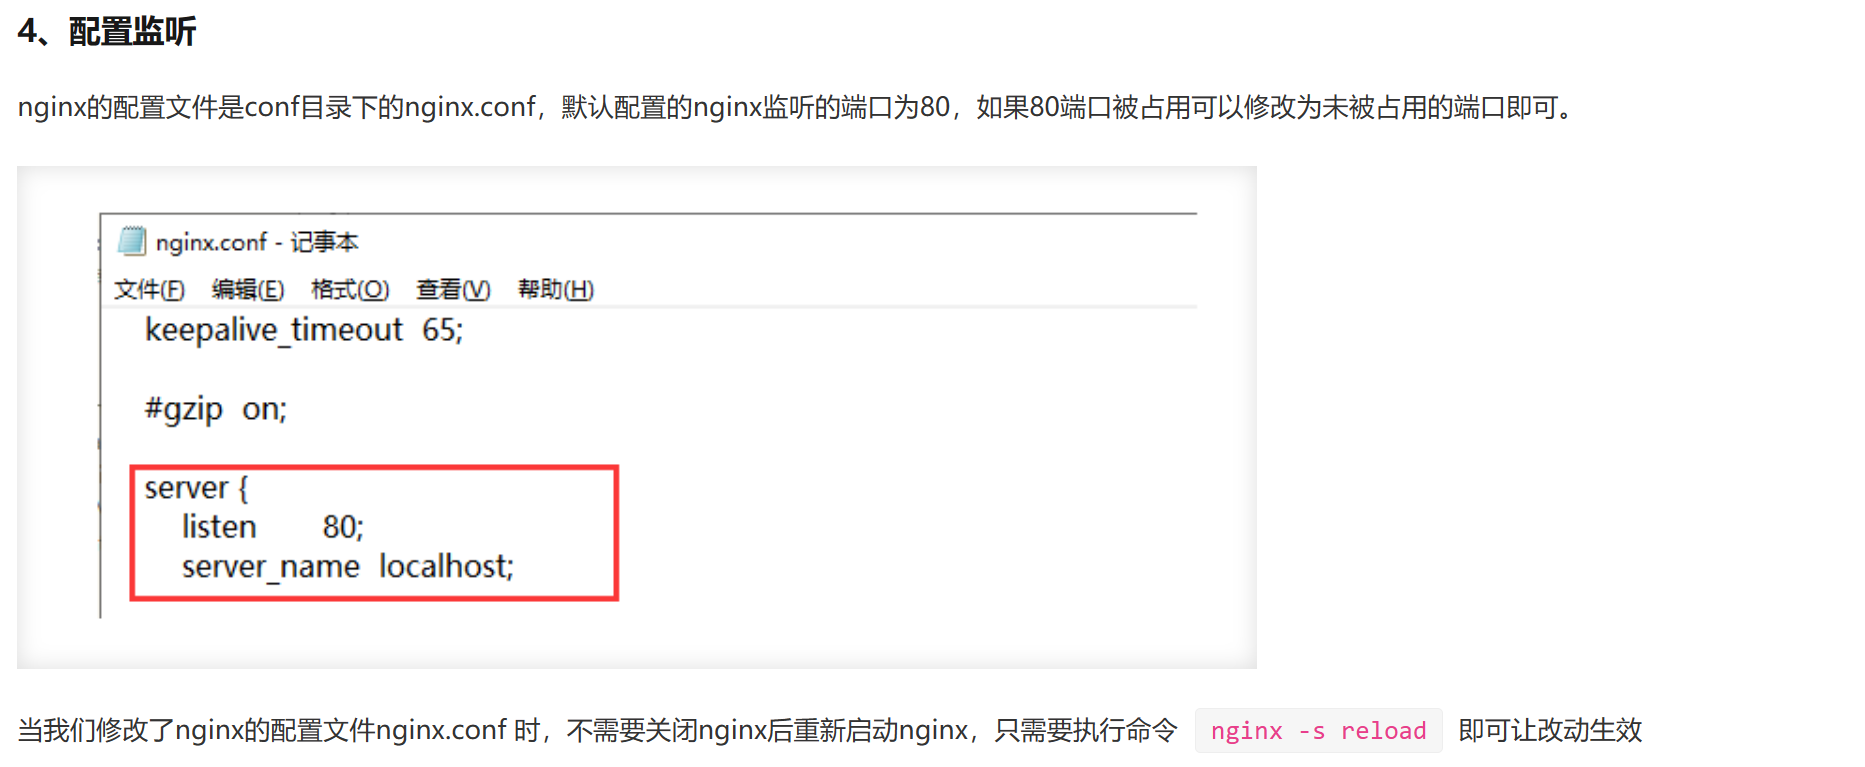 4、配置监听
nginx的配置文件是conf目录下的nginx.conf，默认配置的nginx监听的端口为80，如果80端口被占用可以修改为未被占用的端口即可。
nginx.conf - 记事本
文件(F) 编辑(E) 格式(O) 查看(V) 帮助(H)
keepalive_timeout 65;
#gzip on;
server {
listen 80;
server_name localhost;
当我们修改了nginx的配置文件nginx.conf 时，不需要关闭nginx后重新启动nginx，只需要执行命令 nginx -s reload 即可让改动生效